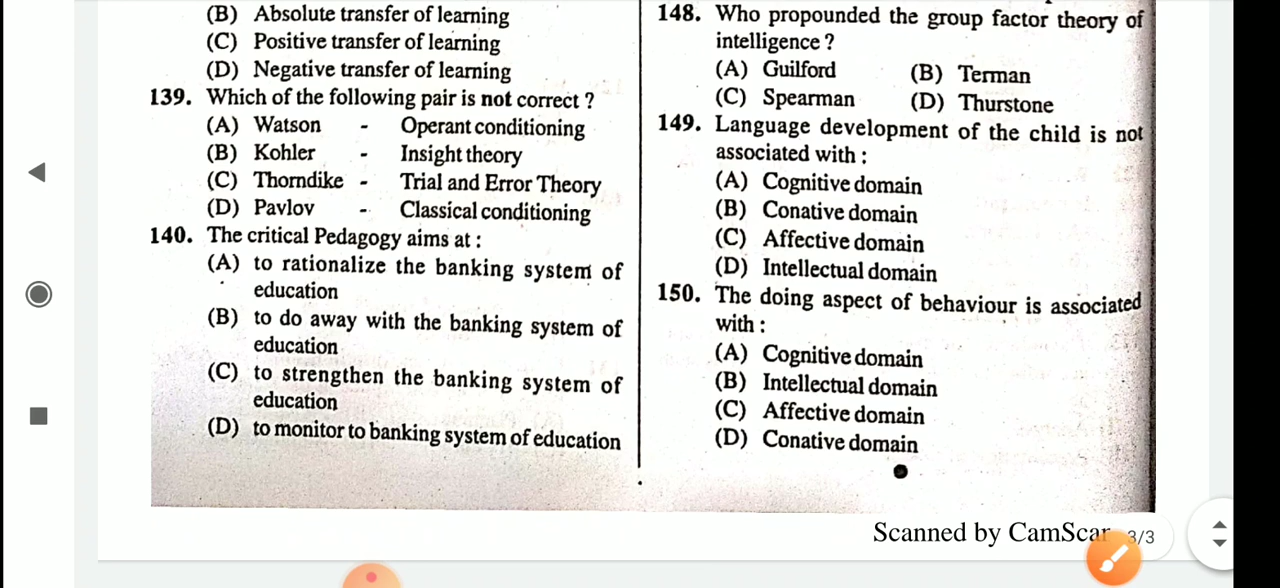 (B) Absolute transfer of learning
(C) Positive transfer of learning
(D) Negative transfer of learning
139. Which of the following pair is not correct ?
(A) Watson - Operant conditioning
(B) Kohler - Insight theory
(C) Thorndike - Trial and Error Theory
(D) Pavlov - Classical conditioning
140. The critical Pedagogy aims at :
(A) to rationalize the banking system of
education
(B) to do away with the banking system of
education
(C) to strengthen the banking system of
education
(D) to monitor to banking system of education
148. Who propounded the group factor theory of
intelligence ?
(A) Guilford (B) Terman
(C) Spearman (D) Thurstone
149. Language development of the child is not
associated with :
(A) Cognitive domain
(B) Conative domain
(C) Affective domain
(D) Intellectual domain
150. The doing aspect of behaviour is associated
with :
(A) Cognitive domain
(B) Intellectual domain
(C) Affective domain
(D) Conative domain
Scanned by CamScar
3/3